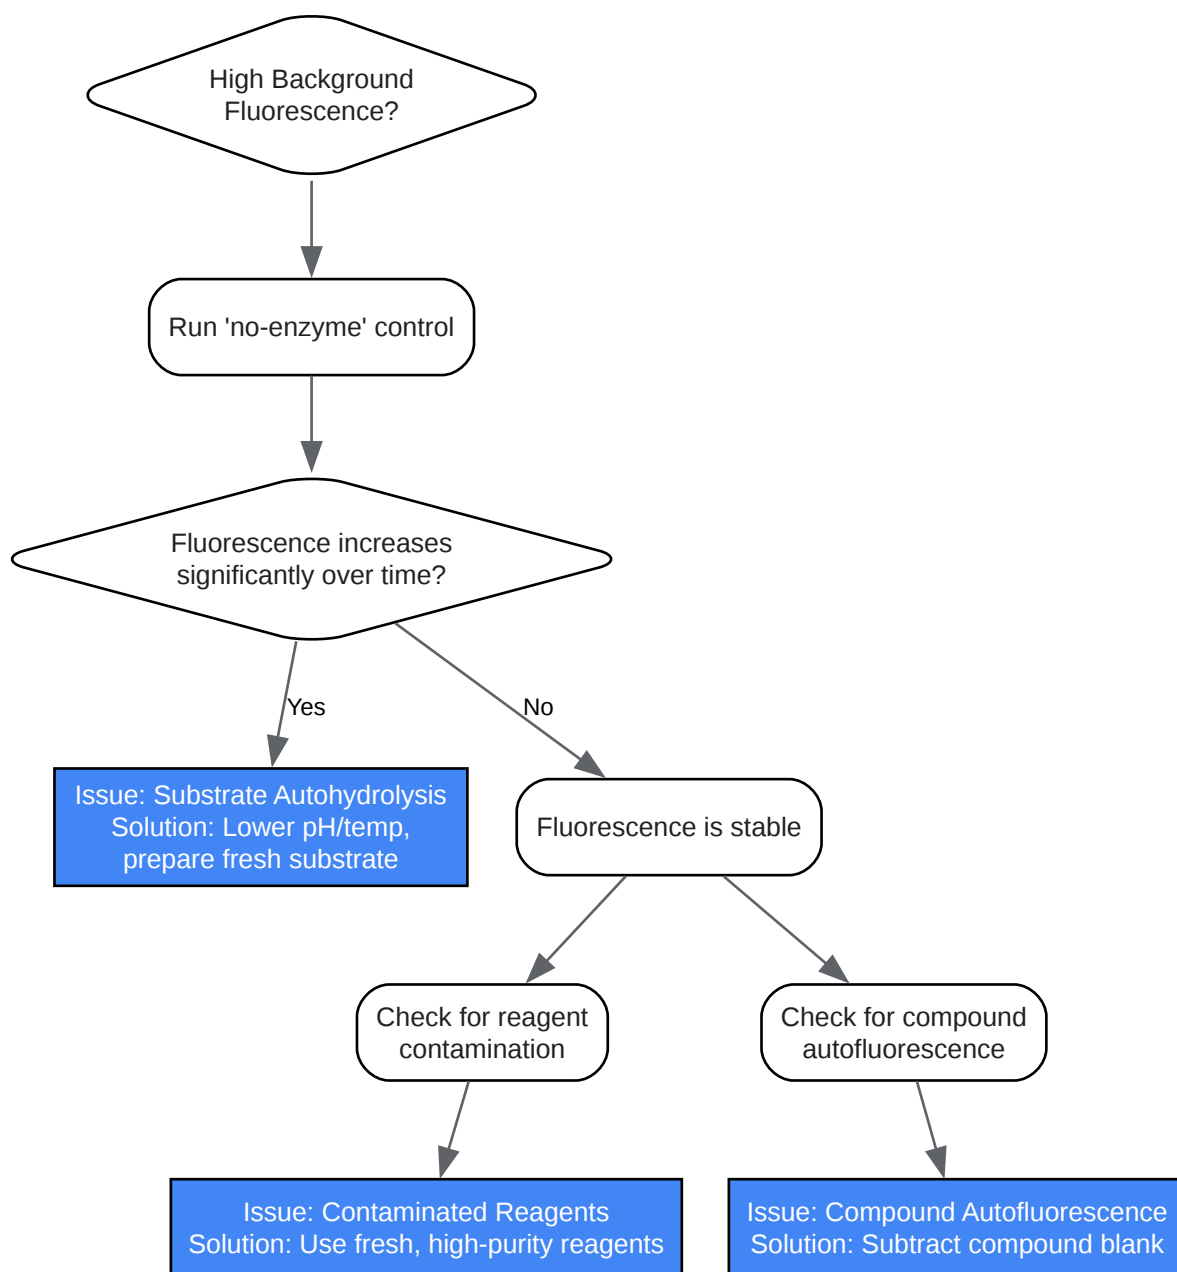 High Background
Fluorescence?
Run 'no-enzyme' control
Fluorescence increases
significantly over time?
Yes
No
Issue: Substrate Autohydrolysis
Solution: Lower pH/temp,
prepare fresh substrate
Fluorescence is stable
Check for reagent
contamination
Check for compound
autofluorescence
Issue: Contaminated Reagents
Solution: Use fresh, high-purity reagents
Issue: Compound Autofluorescence
Solution: Subtract compound blank